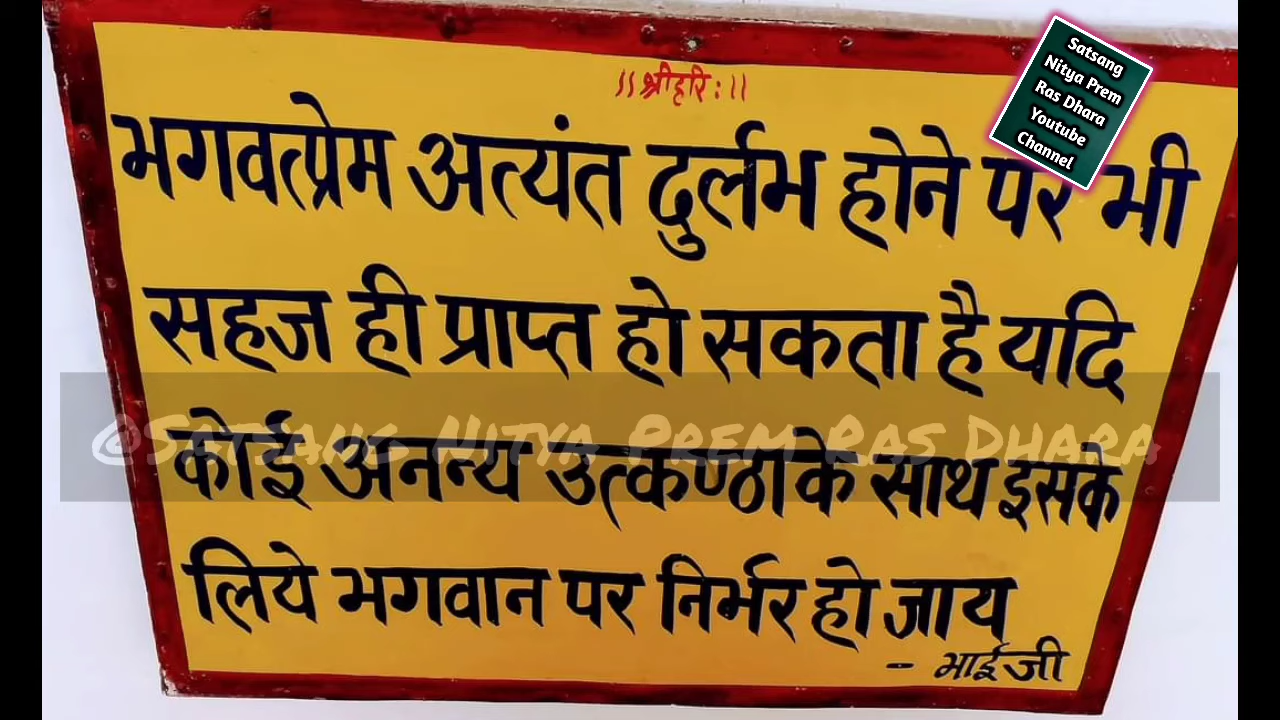 ॥श्रीहरिः॥
Satsang
Nitya Prem
Ras Dhara
Youtube
Channel
भगवत्प्रेम अत्यंत दुर्लभ होने पर भी
सहज ही प्राप्त हो सकता है यदि
कोई अनन्य उत्कण्ठा के साथ इसके
@Satsang Nitya Prem Ras Dhara
लिये भगवान पर निर्भर हो जाय
- भाईजी